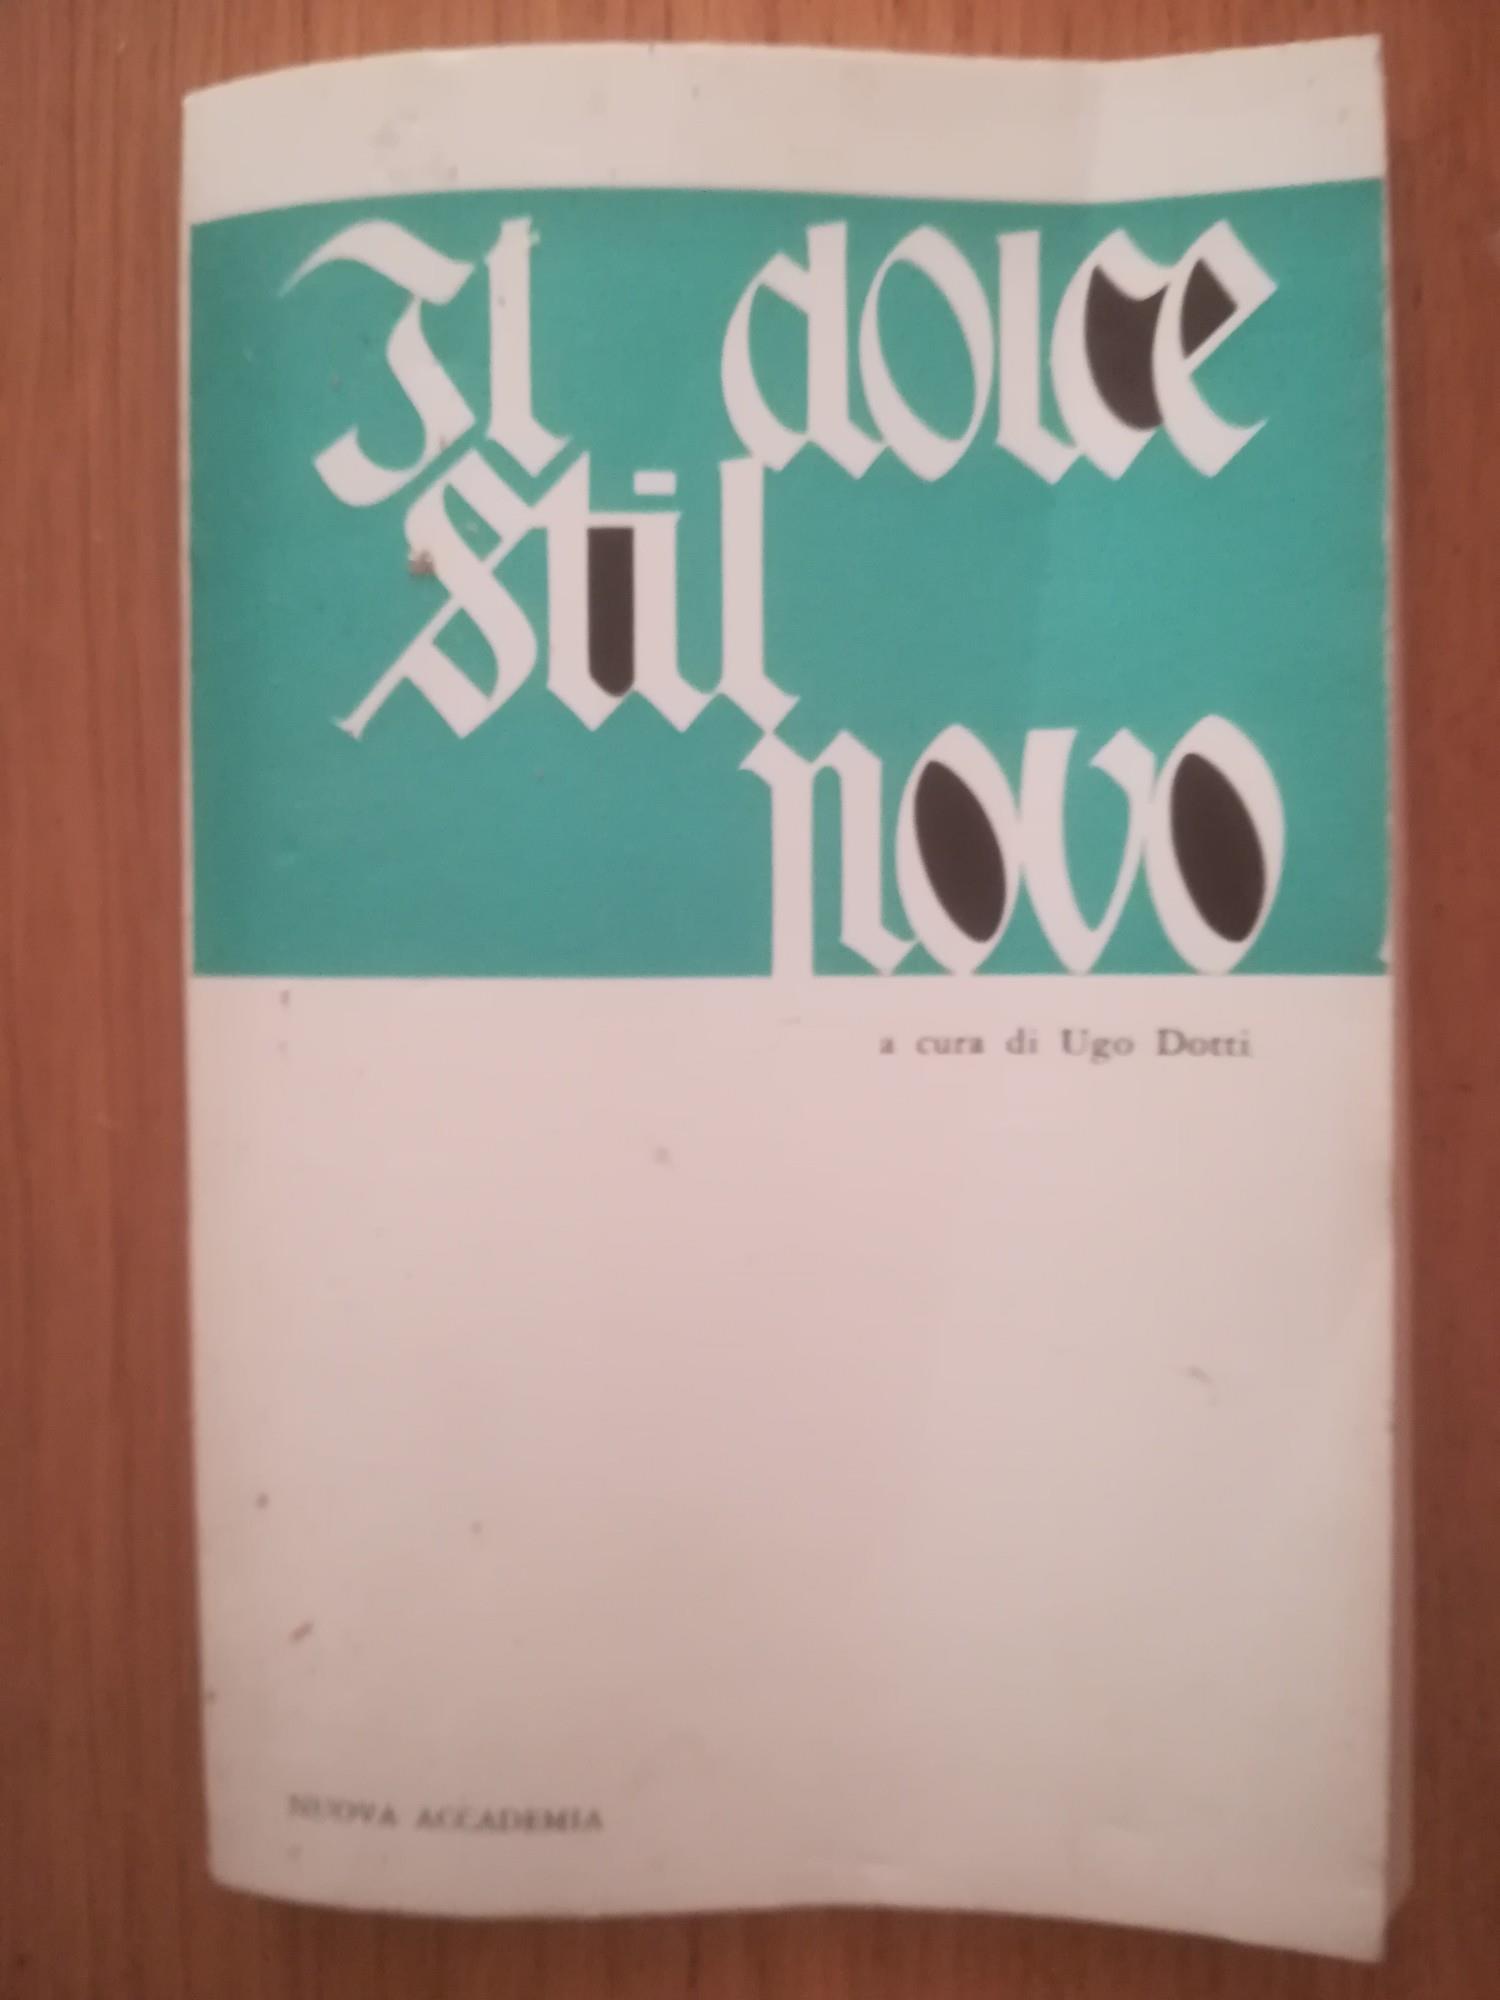 Il dolce
stil
novo
a cura di Ugo Dotti
NUOVA ACCADEMIA